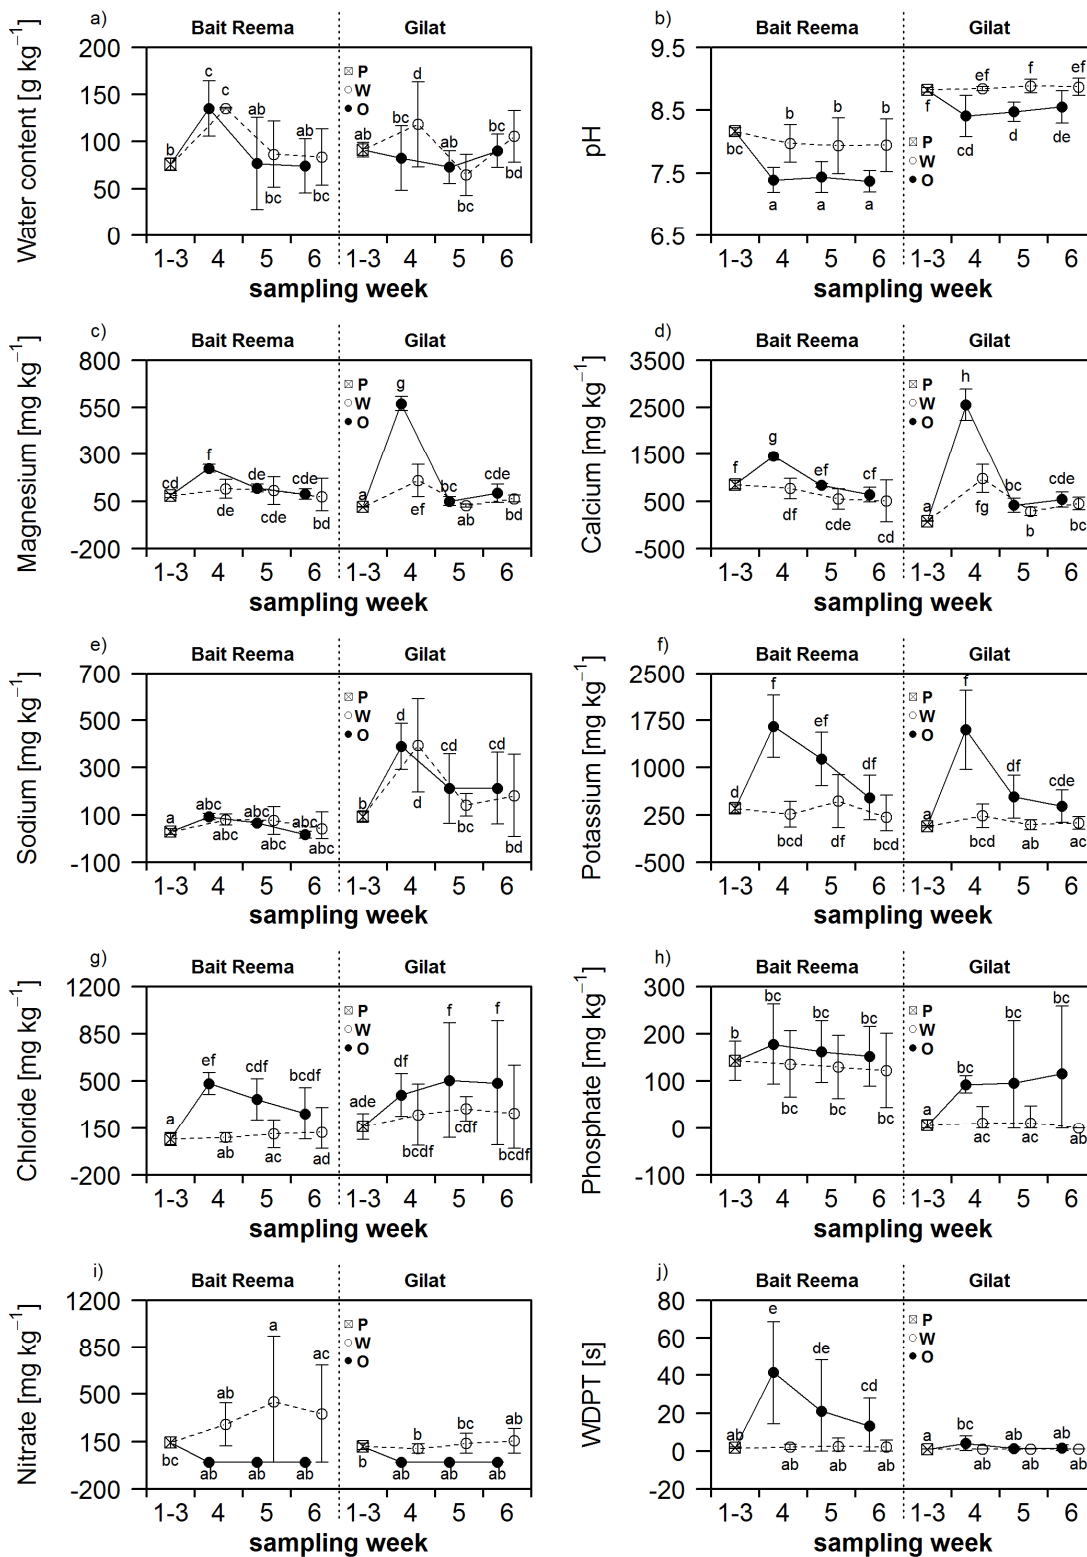 a)
Bait Reema Gilat
Water content [g kg⁻¹]
200
150
100
50
0
P
W
O
b c c ab bc ab bc
ab bc d ab bc bc bd
1-3 4 5 6 1-3 4 5 6
sampling week
b)
Bait Reema Gilat
pH
9.5
8.5
7.5
6.5
P
W
O
bc b a b a b a
f ef cd f d ef de
1-3 4 5 6 1-3 4 5 6
sampling week
c)
Bait Reema Gilat
Magnesium [mg kg⁻¹]
800
550
300
50
-200
P
W
O
cd f de de cde cde bd
a g ef bc ab cde bd
1-3 4 5 6 1-3 4 5 6
sampling week
d)
Bait Reema Gilat
Calcium [mg kg⁻¹]
3500
2500
1500
500
-500
P
W
O
f g df ef cde cf cd
a h fg bc b cde bc
1-3 4 5 6 1-3 4 5 6
sampling week
e)
Bait Reema Gilat
Sodium [mg kg⁻¹]
700
500
300
100
-100
P
W
O
a abc abc abc abc abc abc
b d d cd bc cd bd
1-3 4 5 6 1-3 4 5 6
sampling week
f)
Bait Reema Gilat
Potassium [mg kg⁻¹]
2500
1750
1000
250
-500
P
W
O
d f bcd ef df df bcd
a f bcd df ab cde ac
1-3 4 5 6 1-3 4 5 6
sampling week
g)
Bait Reema Gilat
Chloride [mg kg⁻¹]
1200
850
500
150
-200
P
W
O
a ef ab cdf ac bcdf ad
ade df bcdf f cdf f bcdf
1-3 4 5 6 1-3 4 5 6
sampling week
h)
Bait Reema Gilat
Phosphate [mg kg⁻¹]
300
200
100
0
-100
P
W
O
b bc bc bc bc bc bc
a bc ac bc ac bc ab
1-3 4 5 6 1-3 4 5 6
sampling week
i)
Bait Reema Gilat
Nitrate [mg kg⁻¹]
1200
850
500
150
-200
P
W
O
bc ab ab a ab ac ab
b b ab bc ab ab ab
1-3 4 5 6 1-3 4 5 6
sampling week
j)
Bait Reema Gilat
WDPT [s]
80
60
40
20
0
-20
P
W
O
ab e ab de ab cd ab
a bc ab ab ab ab ab
1-3 4 5 6 1-3 4 5 6
sampling week